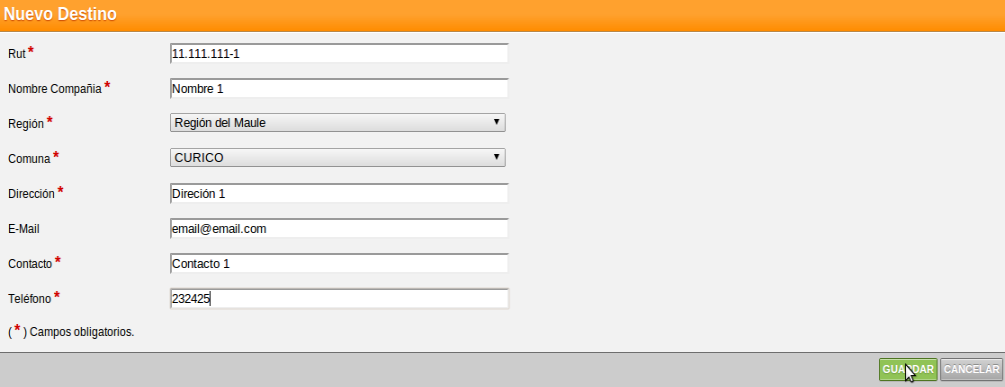 Nuevo Destino
Rut * 11.111.111-1
Nombre Compañia * Nombre 1
Región * Región del Maule
Comuna * CURICO
Dirección * Direción 1
E-Mail email@email.com
Contacto * Contacto 1
Teléfono * 232425
( * ) Campos obligatorios.
GUARDAR CANCELAR